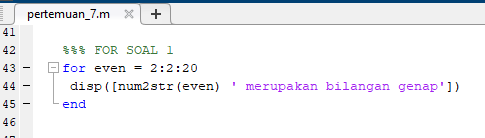 pertemuan_7.m × +
41
42 %%% FOR SOAL 1
43 – for even = 2:2:20
44 – disp([num2str(even) ' merupakan bilangan genap'])
45 – end
46